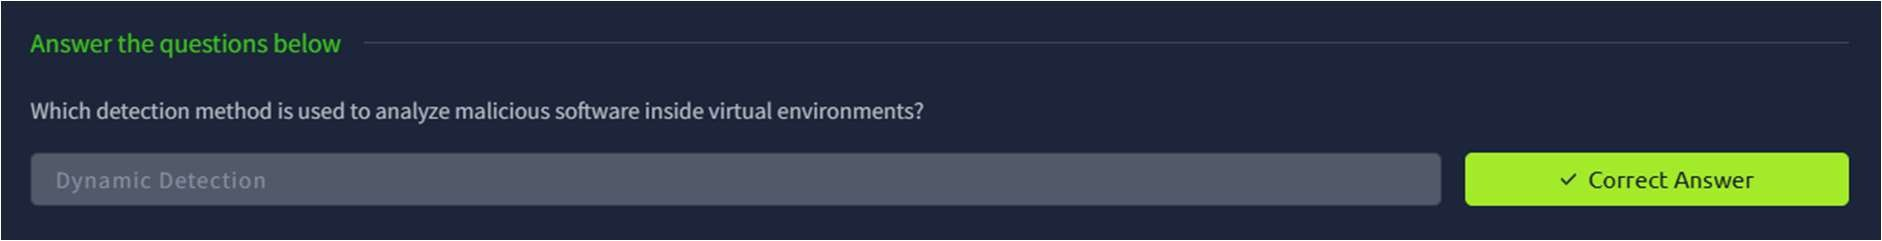 Answer the questions below
Which detection method is used to analyze malicious software inside virtual environments?
Dynamic Detection
✓ Correct Answer